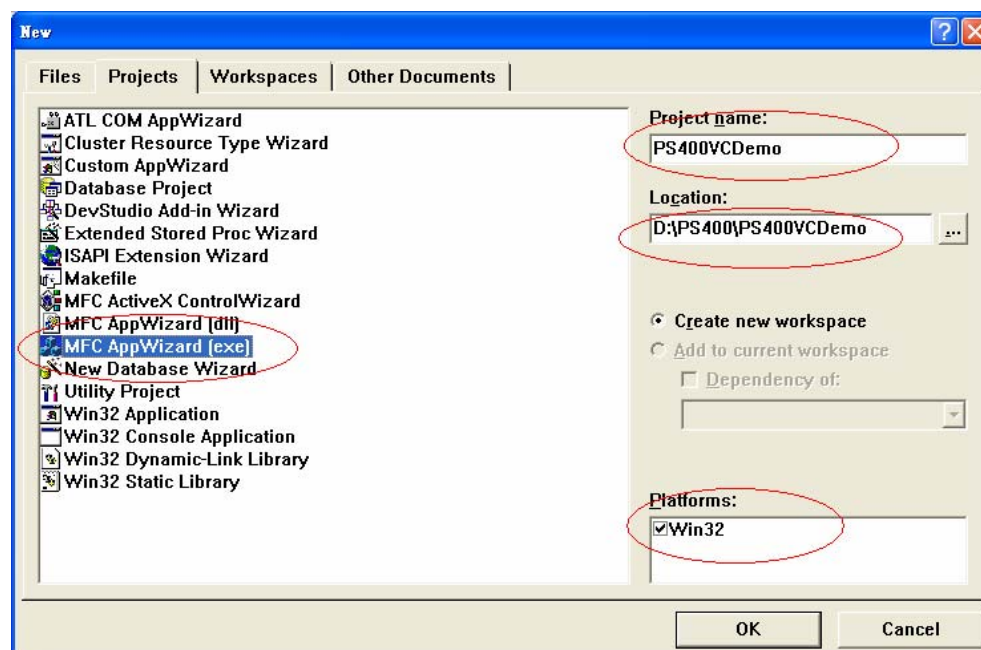 New
Files
Projects
Workspaces
Other Documents
ATL COM AppWizard
Cluster Resource Type Wizard
Custom AppWizard
Database Project
DevStudio Add-in Wizard
Extended Stored Proc Wizard
ISAPI Extension Wizard
Makefile
MFC ActiveX ControlWizard
MFC AppWizard (dll)
MFC AppWizard (exe)
New Database Wizard
Utility Project
Win32 Application
Win32 Console Application
Win32 Dynamic-Link Library
Win32 Static Library
Project name:
PS400VCDemo
Location:
D:\PS400\PS400VCDemo
...
Create new workspace
Add to current workspace
Dependency of:
Platforms:
Win32
OK
Cancel